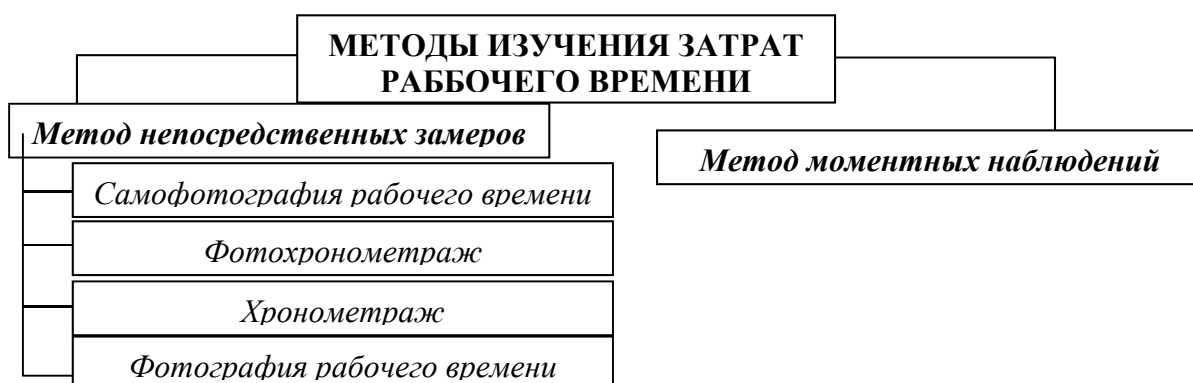 МЕТОДЫ ИЗУЧЕНИЯ ЗАТРАТ
РАББОЧЕГО ВРЕМЕНИ
Метод непосредственных замеров
Метод моментных наблюдений
Самофотография рабочего времени
Фотохронометраж
Хронометраж
Фотография рабочего времени